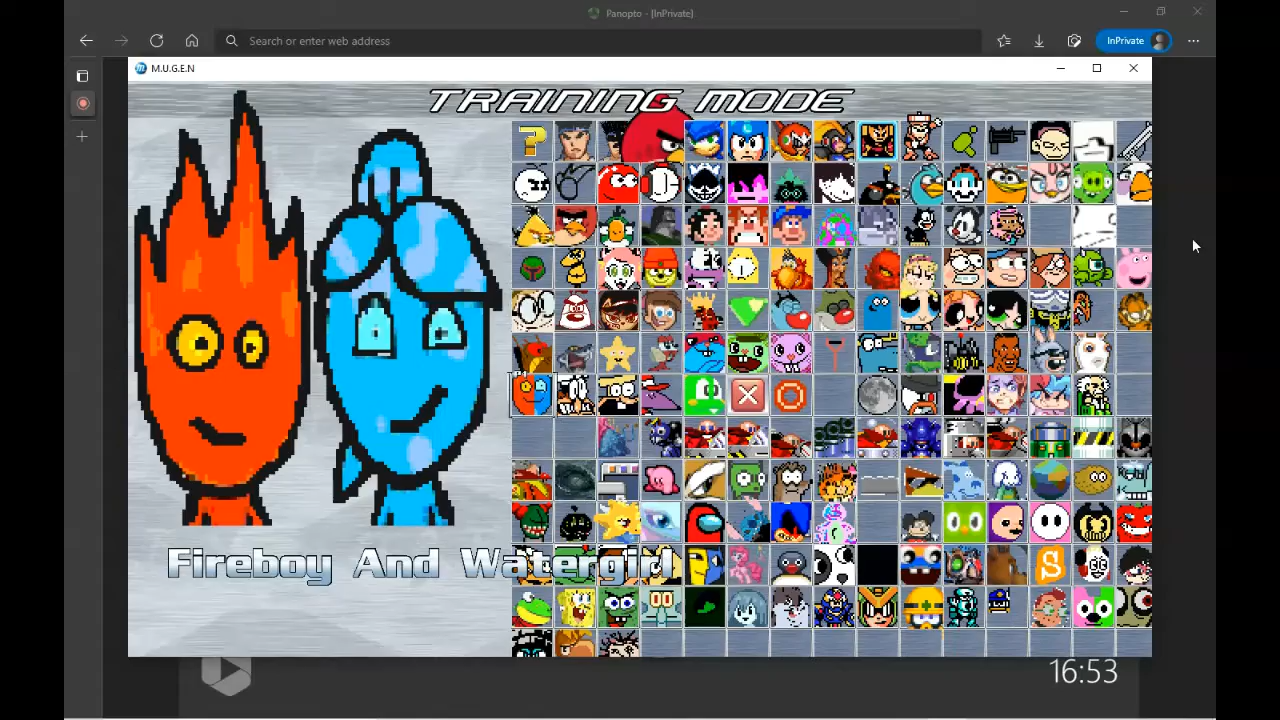 Panopto - [InPrivate]
Search or enter web address
InPrivate
M.U.G.E.N
TRAINING MODE
?
S
Fireboy And Watergirl
16:53